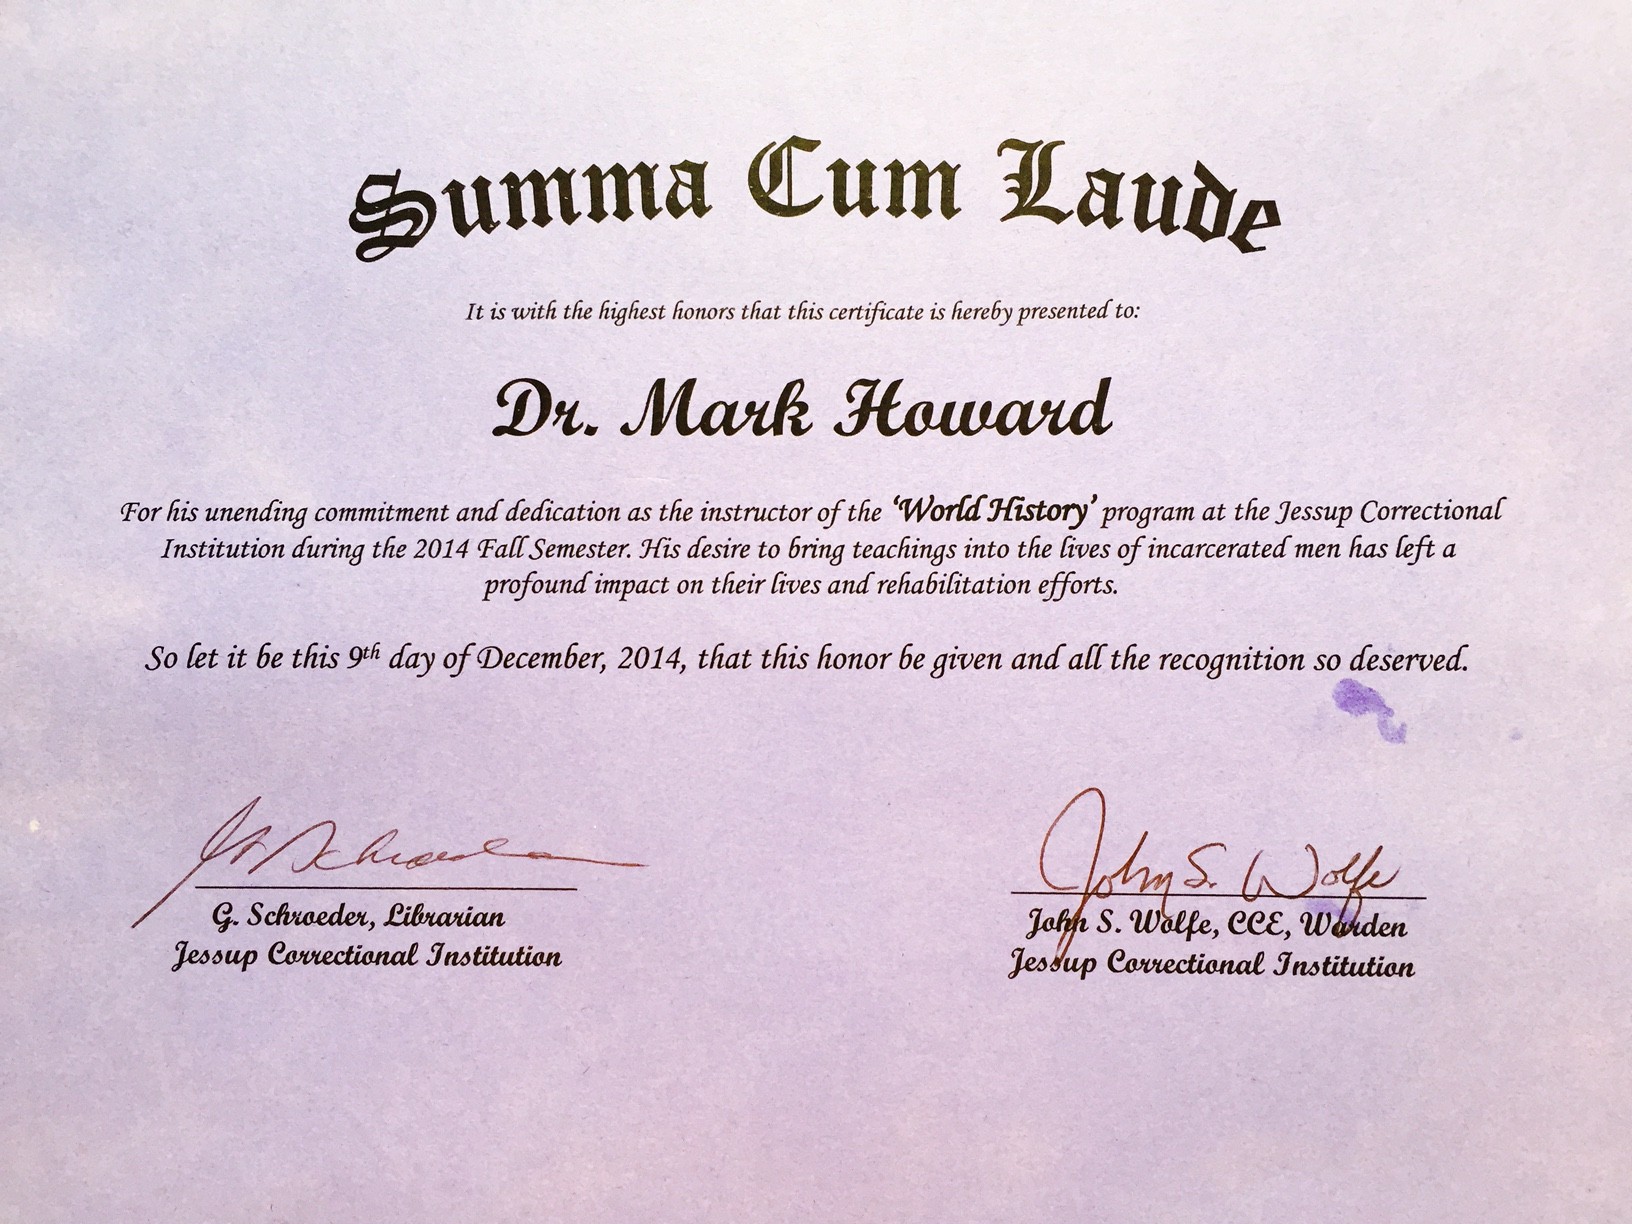 Summa Cum Laude
It is with the highest honors that this certificate is hereby presented to:
Dr. Mark Howard
For his unending commitment and dedication as the instructor of the ‘World History’ program at the Jessup Correctional
Institution during the 2014 Fall Semester. His desire to bring teachings into the lives of incarcerated men has left a
profound impact on their lives and rehabilitation efforts.
So let it be this 9th day of December, 2014, that this honor be given and all the recognition so deserved.
G. Schroeder
G. Schroeder, Librarian
Jessup Correctional Institution
John S. Wolfe
John S. Wolfe, CCE, Warden
Jessup Correctional Institution